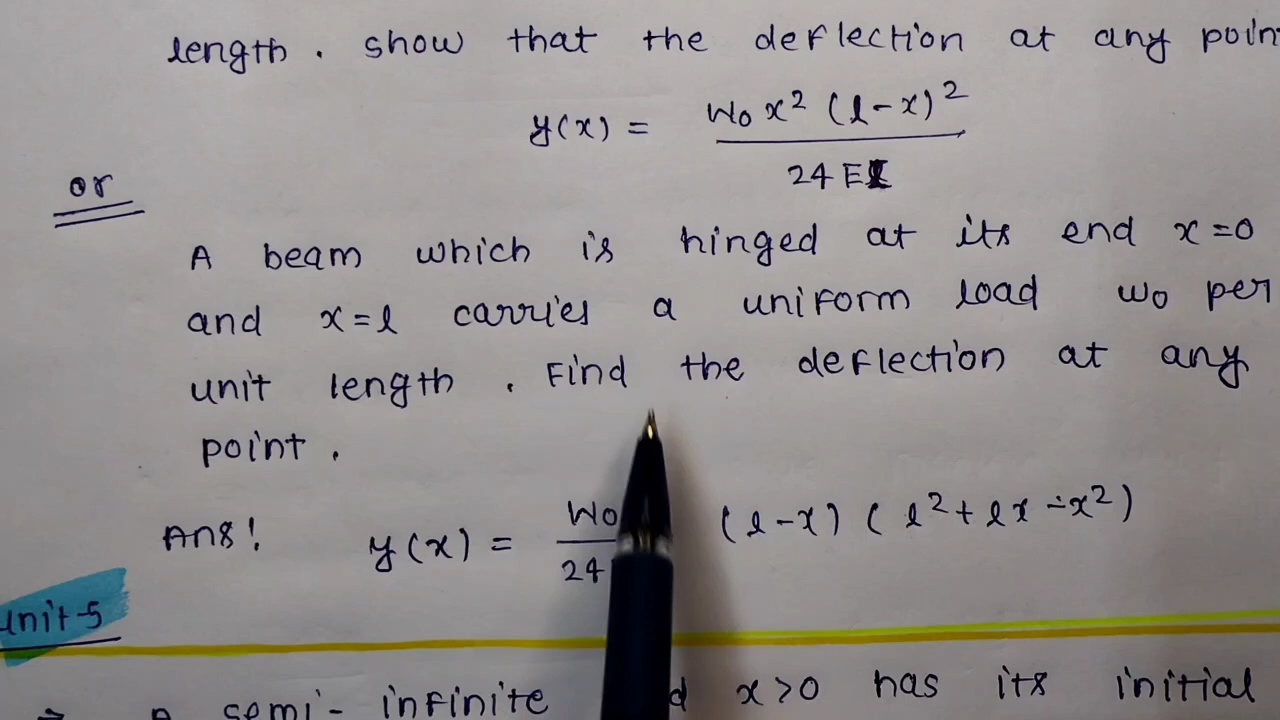 length. show that the deflection at any poin
y(x) = W₀x² (l-x)² / 24 E
or
A beam which is hinged at its end x=0
and x=l carries a uniform load W₀ per
unit length. Find the deflection at any
point.
Ans! y(x) = W₀ / 24 (l-x) (l²+lx-x²)
Unit-5
semi-infinite x>0 has its initial